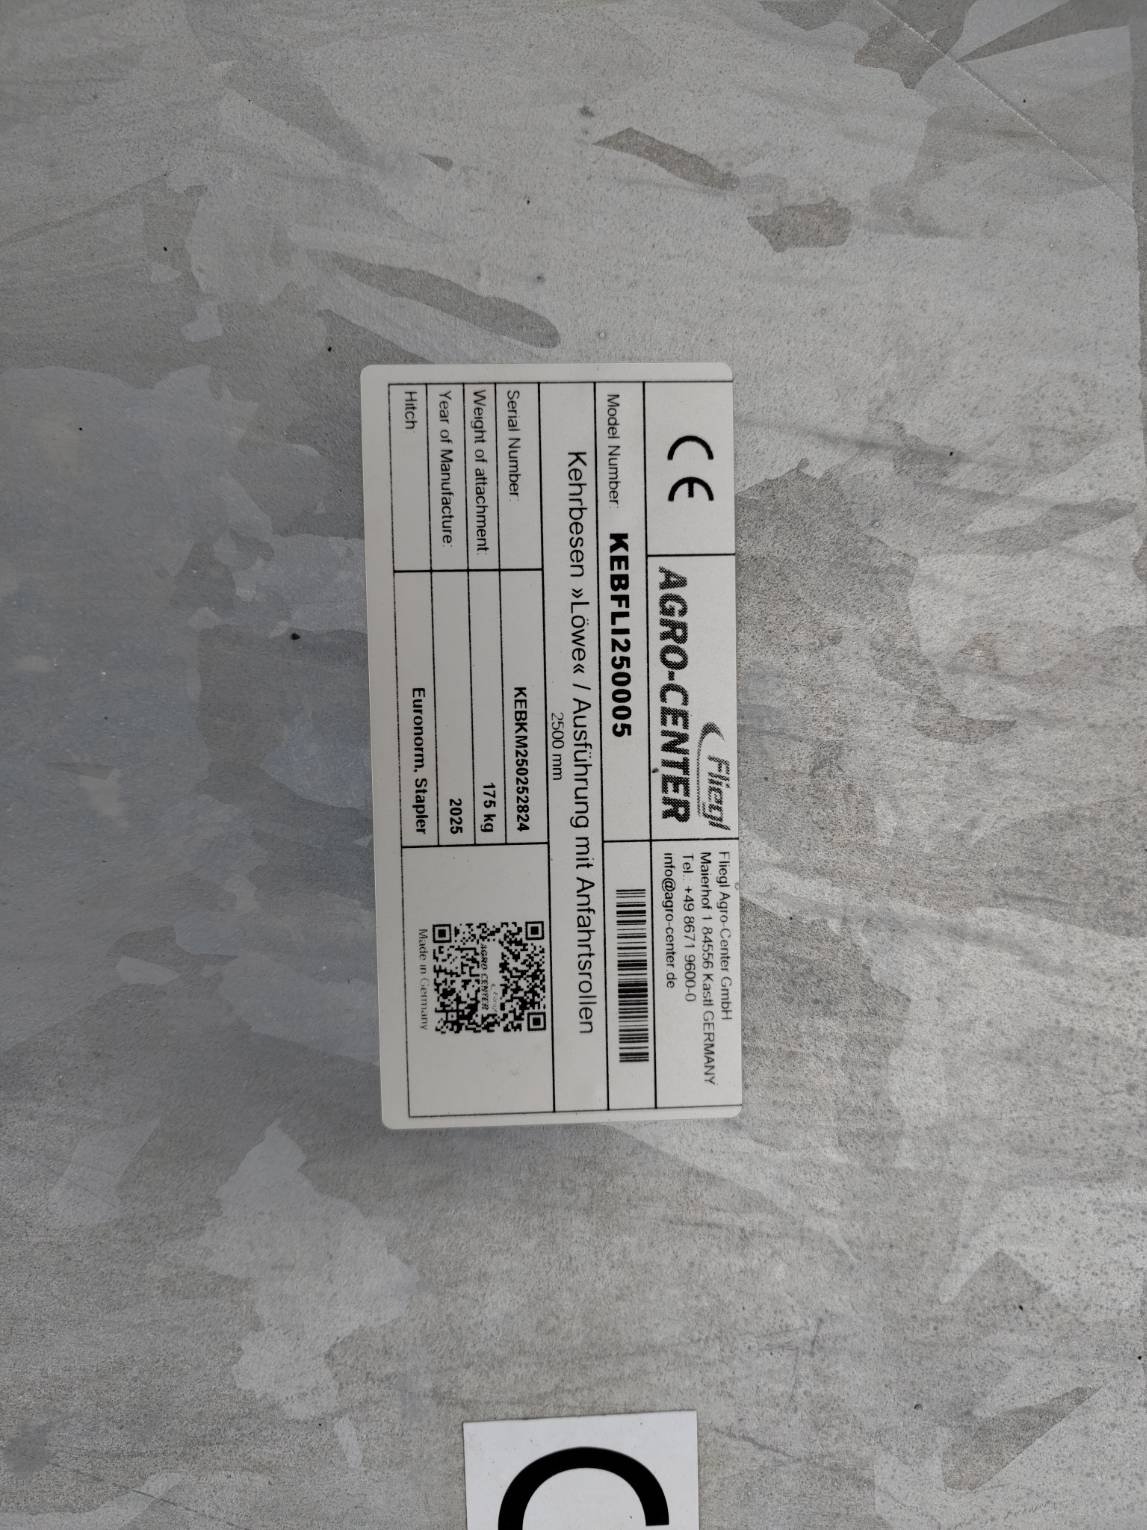 CE
Fliegl
AGRO-CENTER
Fliegl Agro-Center GmbH
Maierhof 1 84556 Kastl GERMANY
Tel. +49 8671 9600-0
info@agro-center.de
Model Number: KEBFLI250005
Kehrbesen »Löwe« / Ausführung mit Anfahrtsrollen
2500 mm
Serial Number: KEBKM250252824
Weight of attachment: 175 kg
Year of Manufacture: 2025
Hitch Euronorm, Stapler
AGRO CENTER
Made in Germany
C